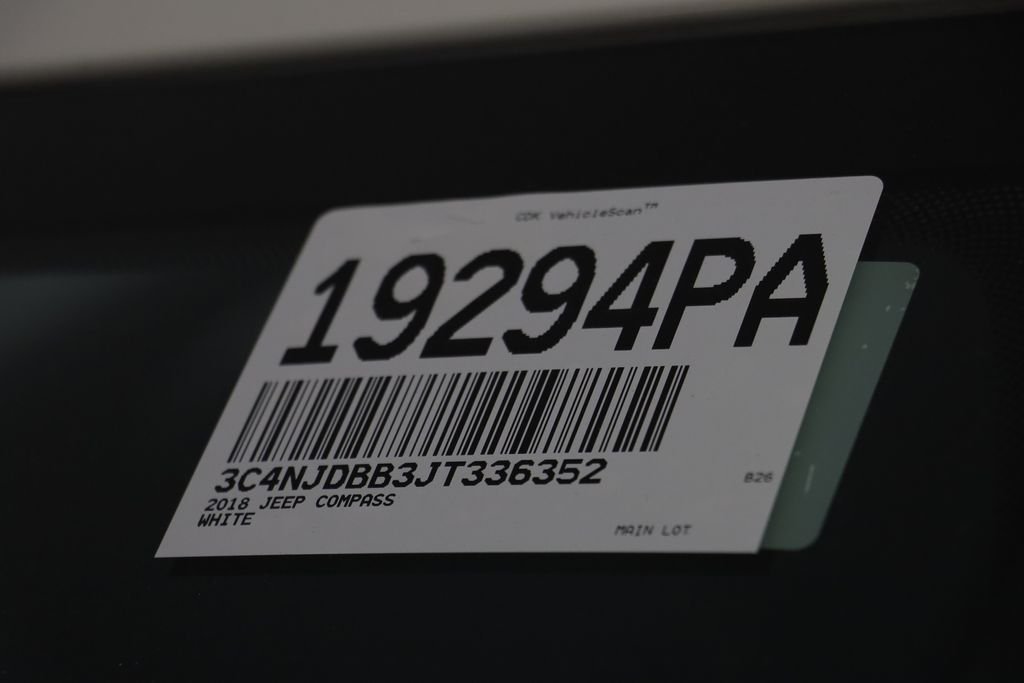 CDK VehicleScan™
19294PA
3C4NJDBB3JT336352
2018 JEEP COMPASS
WHITE
B26
MAIN LOT